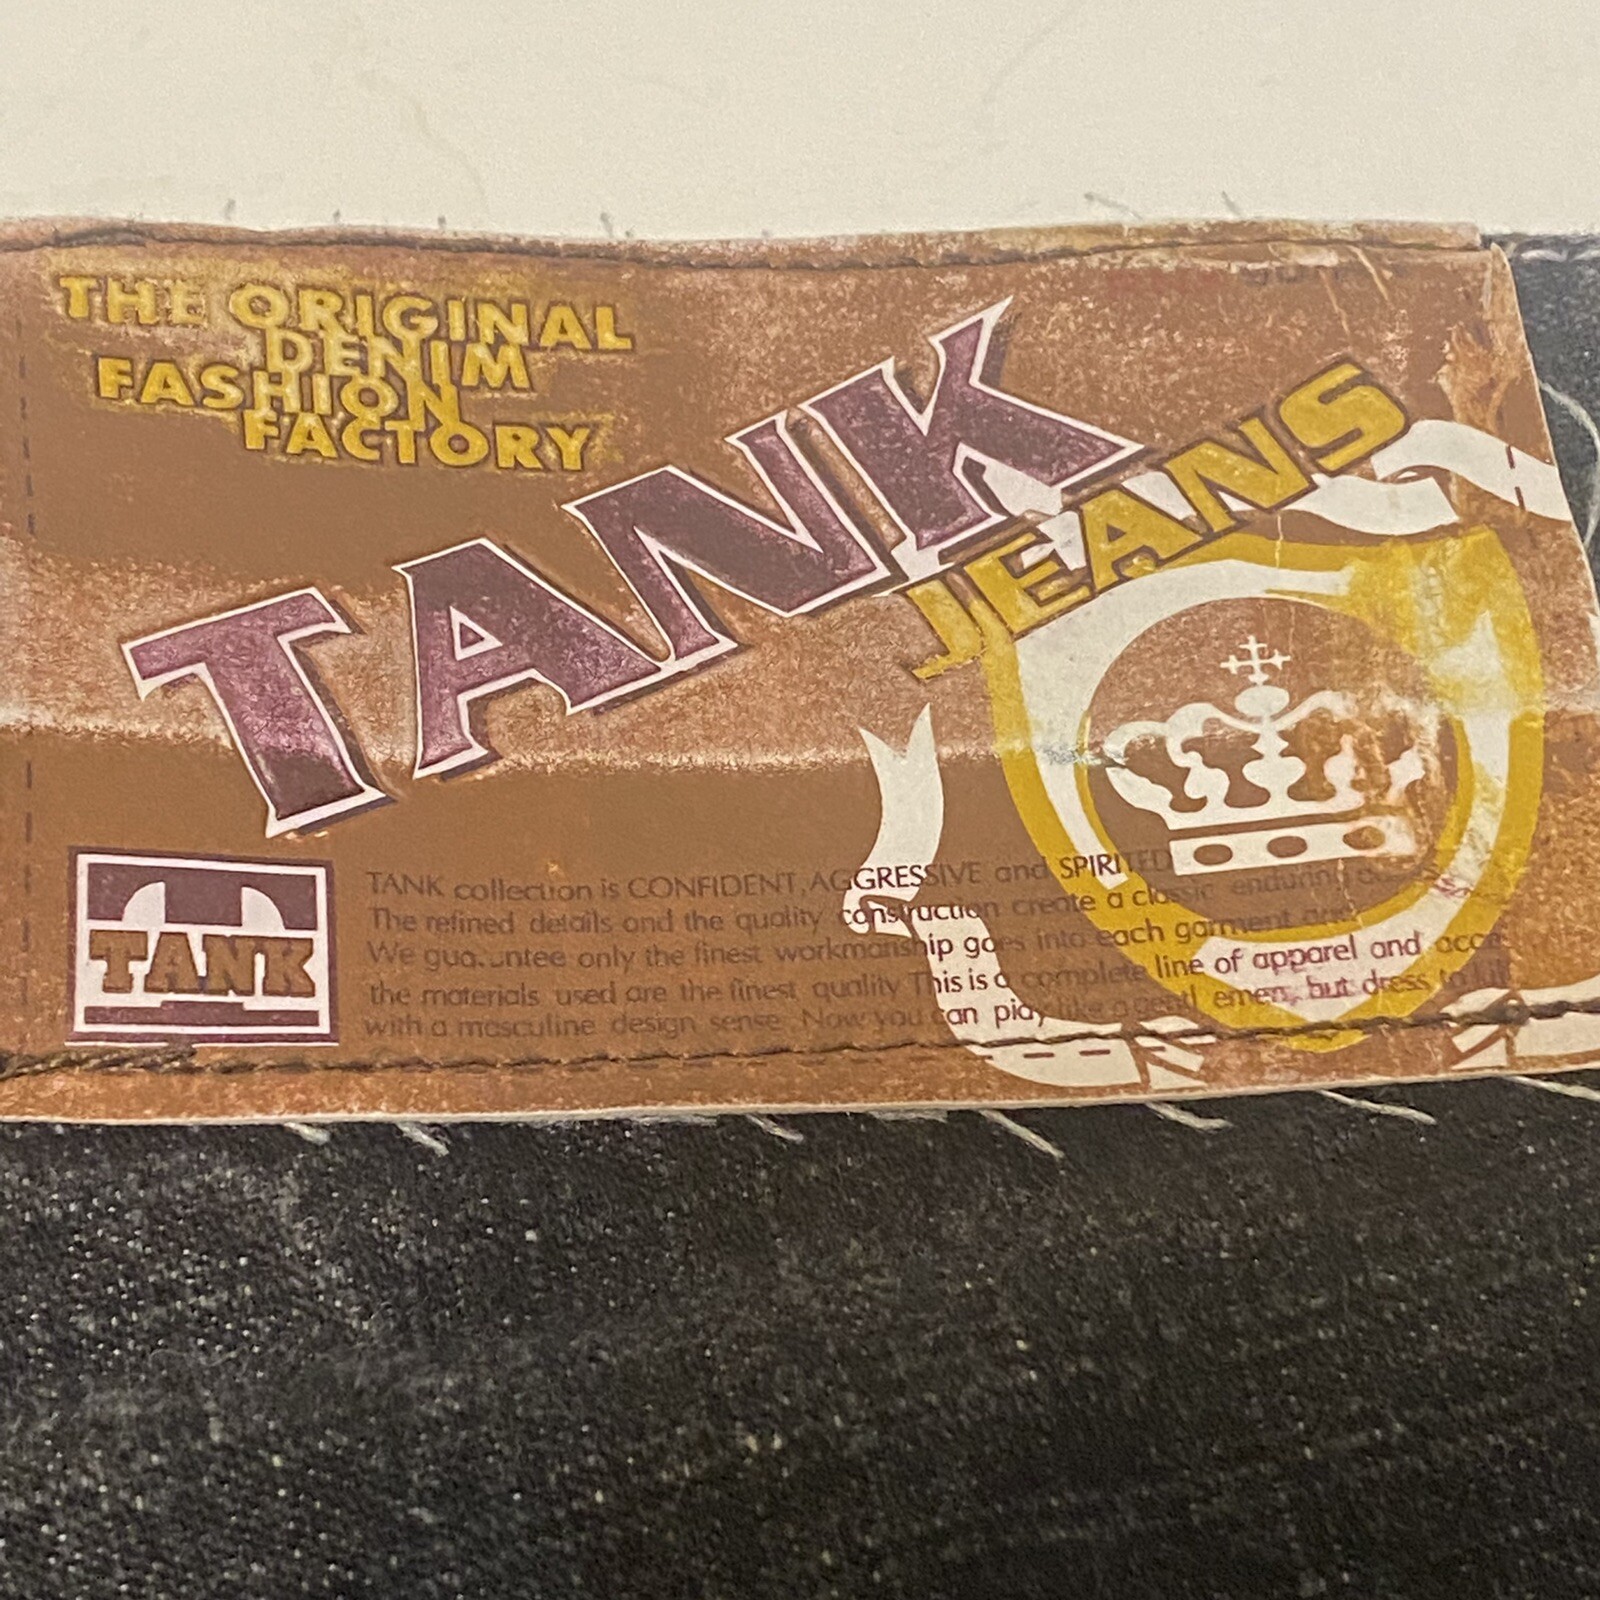 THE ORIGINAL
DENIM
FASHION
FACTORY
TANK
JEANS
TANK
TANK collection is CONFIDENT, AGGRESSIVE and SPIRITED
The refined details and the quality construction create a classic enduring
We guarantee only the finest workmanship goes into each garment and
the materials used are the finest quality This is a complete line of apparel and
with a masculine design sense. Now you can play like a gentlemen, but dress to